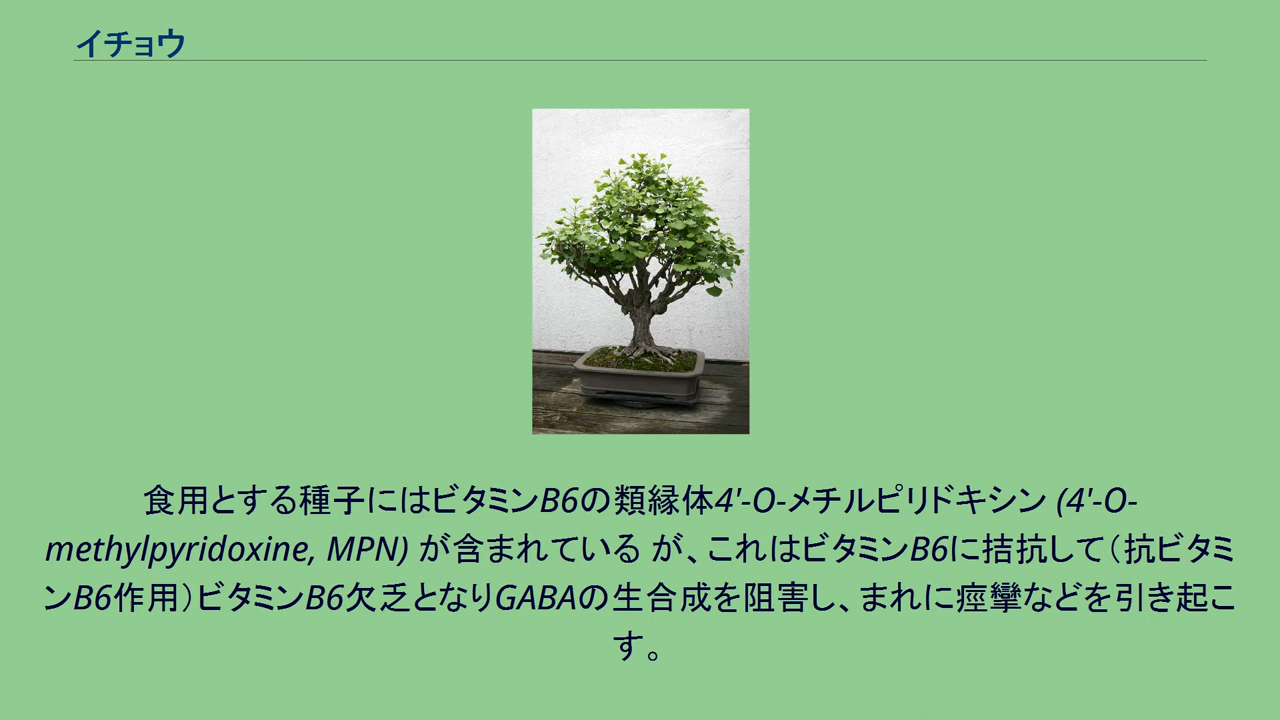 イチョウ
食用とする種子にはビタミンB6の類縁体4'-O-メチルピリドキシン (4'-O-
methylpyridoxine, MPN) が含まれている が、これはビタミンB6に拮抗して（抗ビタミ
ンB6作用）ビタミンB6欠乏となりGABAの生合成を阻害し、まれに痙攣などを引き起こ
す。